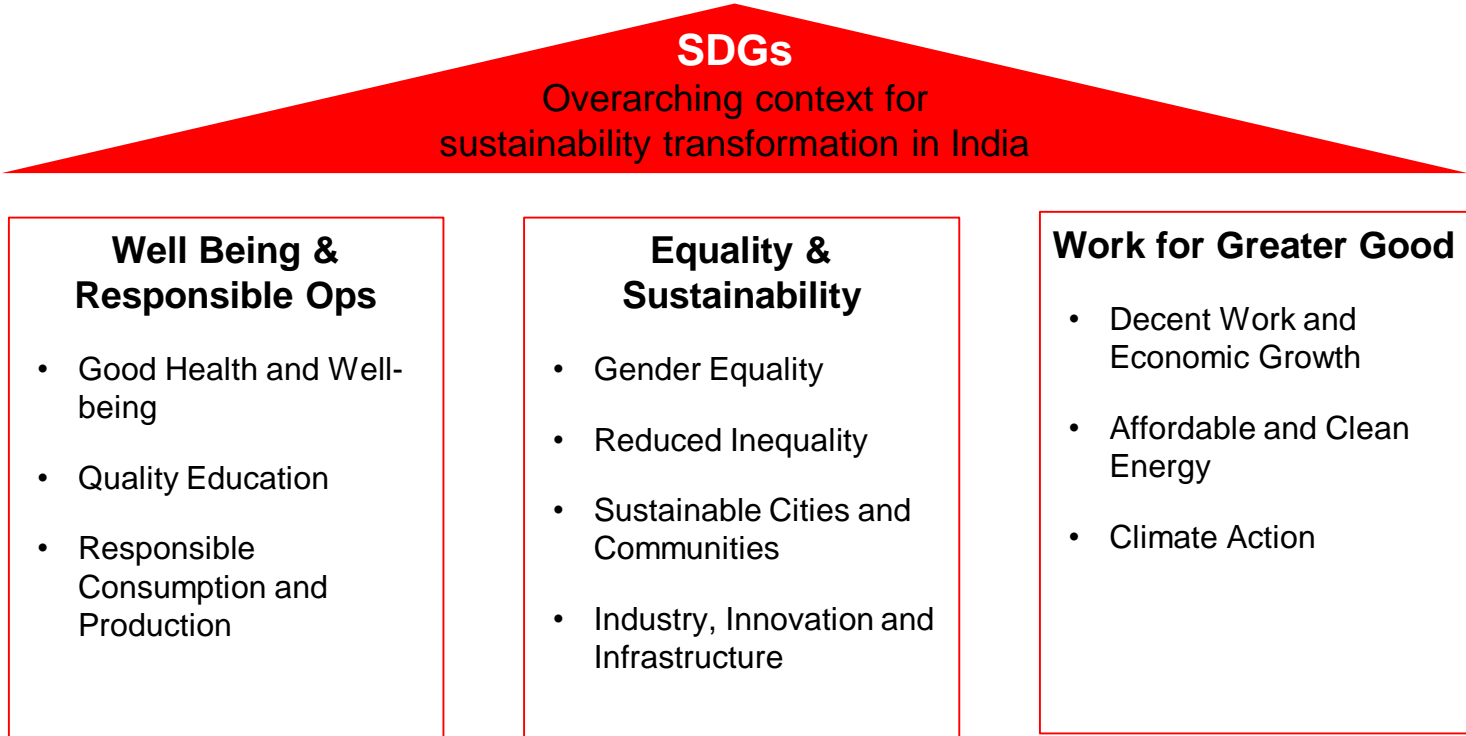 SDGs
Overarching context for
sustainability transformation in India
Well Being &
Responsible Ops
• Good Health and Well-
being
• Quality Education
• Responsible
Consumption and
Production
Equality &
Sustainability
• Gender Equality
• Reduced Inequality
• Sustainable Cities and
Communities
• Industry, Innovation and
Infrastructure
Work for Greater Good
• Decent Work and
Economic Growth
• Affordable and Clean
Energy
• Climate Action